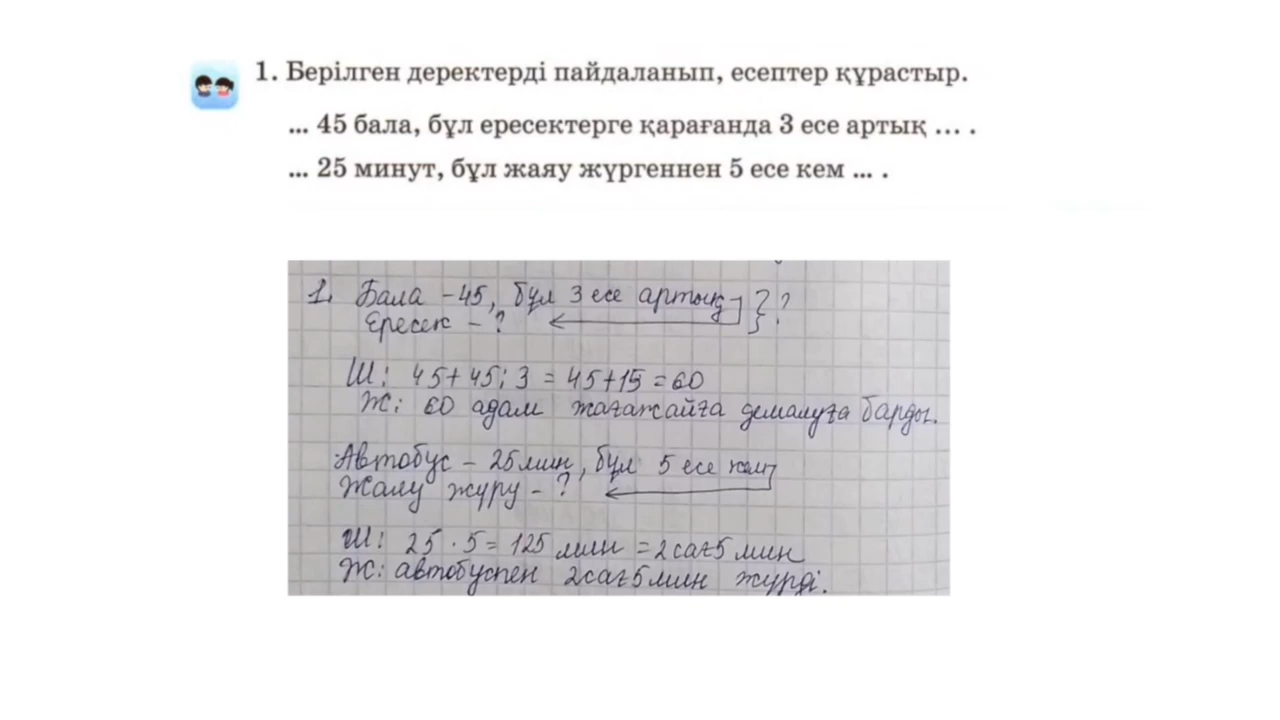 1. Берілген деректерді пайдаланып, есептер құрастыр.
... 45 бала, бұл ересектерге қарағанда 3 есе артық ... .
... 25 минут, бұл жаяу жүргеннен 5 есе кем ... .
1. Бала - 45, бұл 3 есе артық } ?
Ересек - ?
Ш: 45+45:3 = 45+15 = 60
Ж: 60 адам жағажайға демалуға барды.
Автобус - 25 мин, бұл 5 есе кем
Жаяу жүру - ?
Ш: 25 · 5 = 125 мин = 2 сағ 5 мин
Ж: автобуспен 2 сағ 5 мин жүрді.